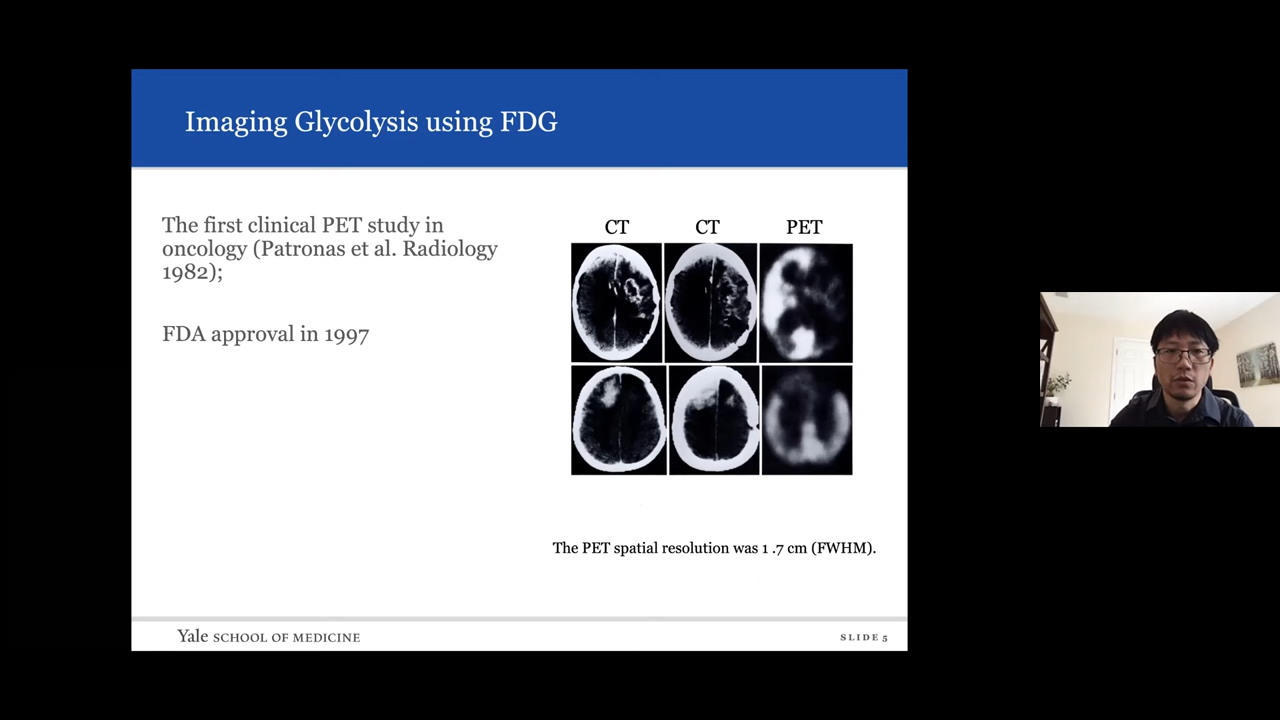 Imaging Glycolysis using FDG
The first clinical PET study in
oncology (Patronas et al. Radiology
1982);
FDA approval in 1997
CT CT PET
The PET spatial resolution was 1 .7 cm (FWHM).
Yale SCHOOL OF MEDICINE
SLIDE 5